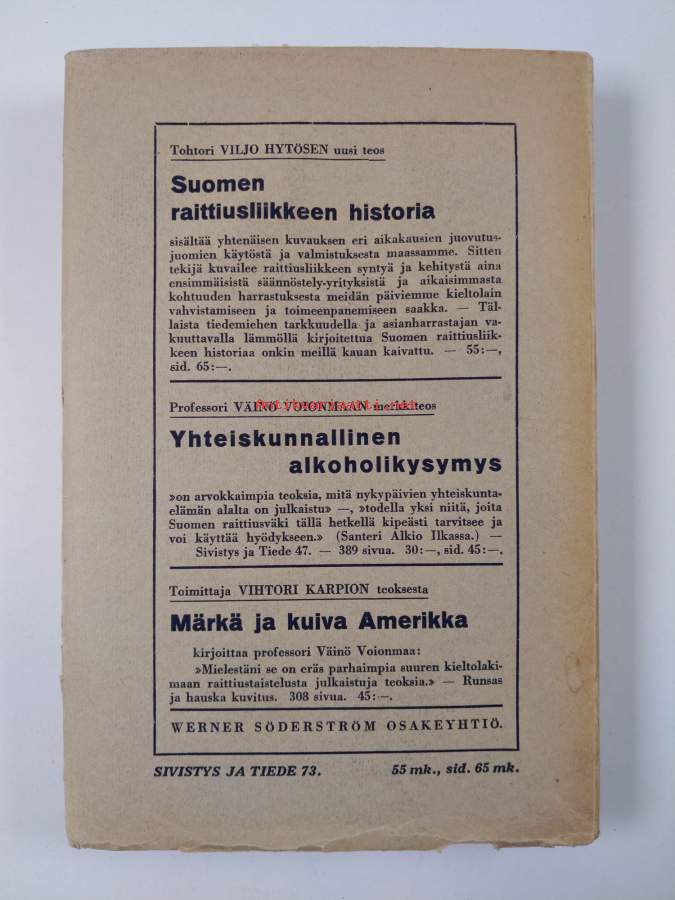 Tohtori VILJO HYTÖSEN uusi teos
Suomen
raittiusliikkeen historia
sisältää yhtenäisen kuvauksen eri aikakausien juovutus-
juomien käytöstä ja valmistuksesta maassamme. Sitten
tekijä kuvailee raittiusliikkeen syntyä ja kehitystä aina
ensimmäisistä säännöstely-yrityksistä ja aikaisimmasta
kohtuuden harrastuksesta meidän päiviemme kieltolain
vahvistamiseen ja toimeenpanemiseen saakka. — Täl-
laista tiedemiehen tarkkuudella ja asianharrastajan va-
kuuttavalla lämmöllä kirjoitettua Suomen raittiusliik-
keen historiaa onkin meillä kauan kaivattu. — 55:—,
sid. 65:—.
Professori VÄINÖ VOIONMAAN merkkiteos
Yhteiskunnallinen
alkoholikysymys
»on arvokkaimpia teoksia, mitä nykypäivien yhteiskunta-
elämän alalta on julkaistu» —, »todella yksi niitä, joita
Suomen raittiusväki tällä hetkellä kipeästi tarvitsee ja
voi käyttää hyödykseen.» (Santeri Alkio Ilkassa.) —
Sivistys ja Tiede 47. — 389 sivua. 30:—, sid. 45:—.
Toimittaja VIHTORI KARPION teoksesta
Märkä ja kuiva Amerikka
kirjoittaa professori Väinö Voionmaa:
»Mielestäni se on eräs parhaimpia suuren kieltolaki-
maan raittiustaistelusta julkaistuja teoksia.» — Runsas
ja hauska kuvitus. 308 sivua. 45:—.
WERNER SÖDERSTRÖM OSAKEYHTIÖ.
SIVISTYS JA TIEDE 73. 55 mk., sid. 65 mk.